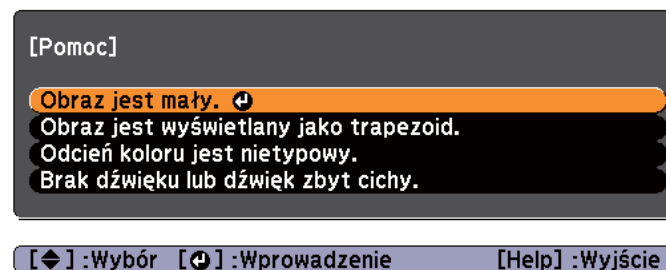 [Pomoc]
Obraz jest mały.
Obraz jest wyświetlany jako trapezoid.
Odcień koloru jest nietypowy.
Brak dźwięku lub dźwięk zbyt cichy.
[◆] :Wybór [↵] :Wprowadzenie [Help] :Wyjście